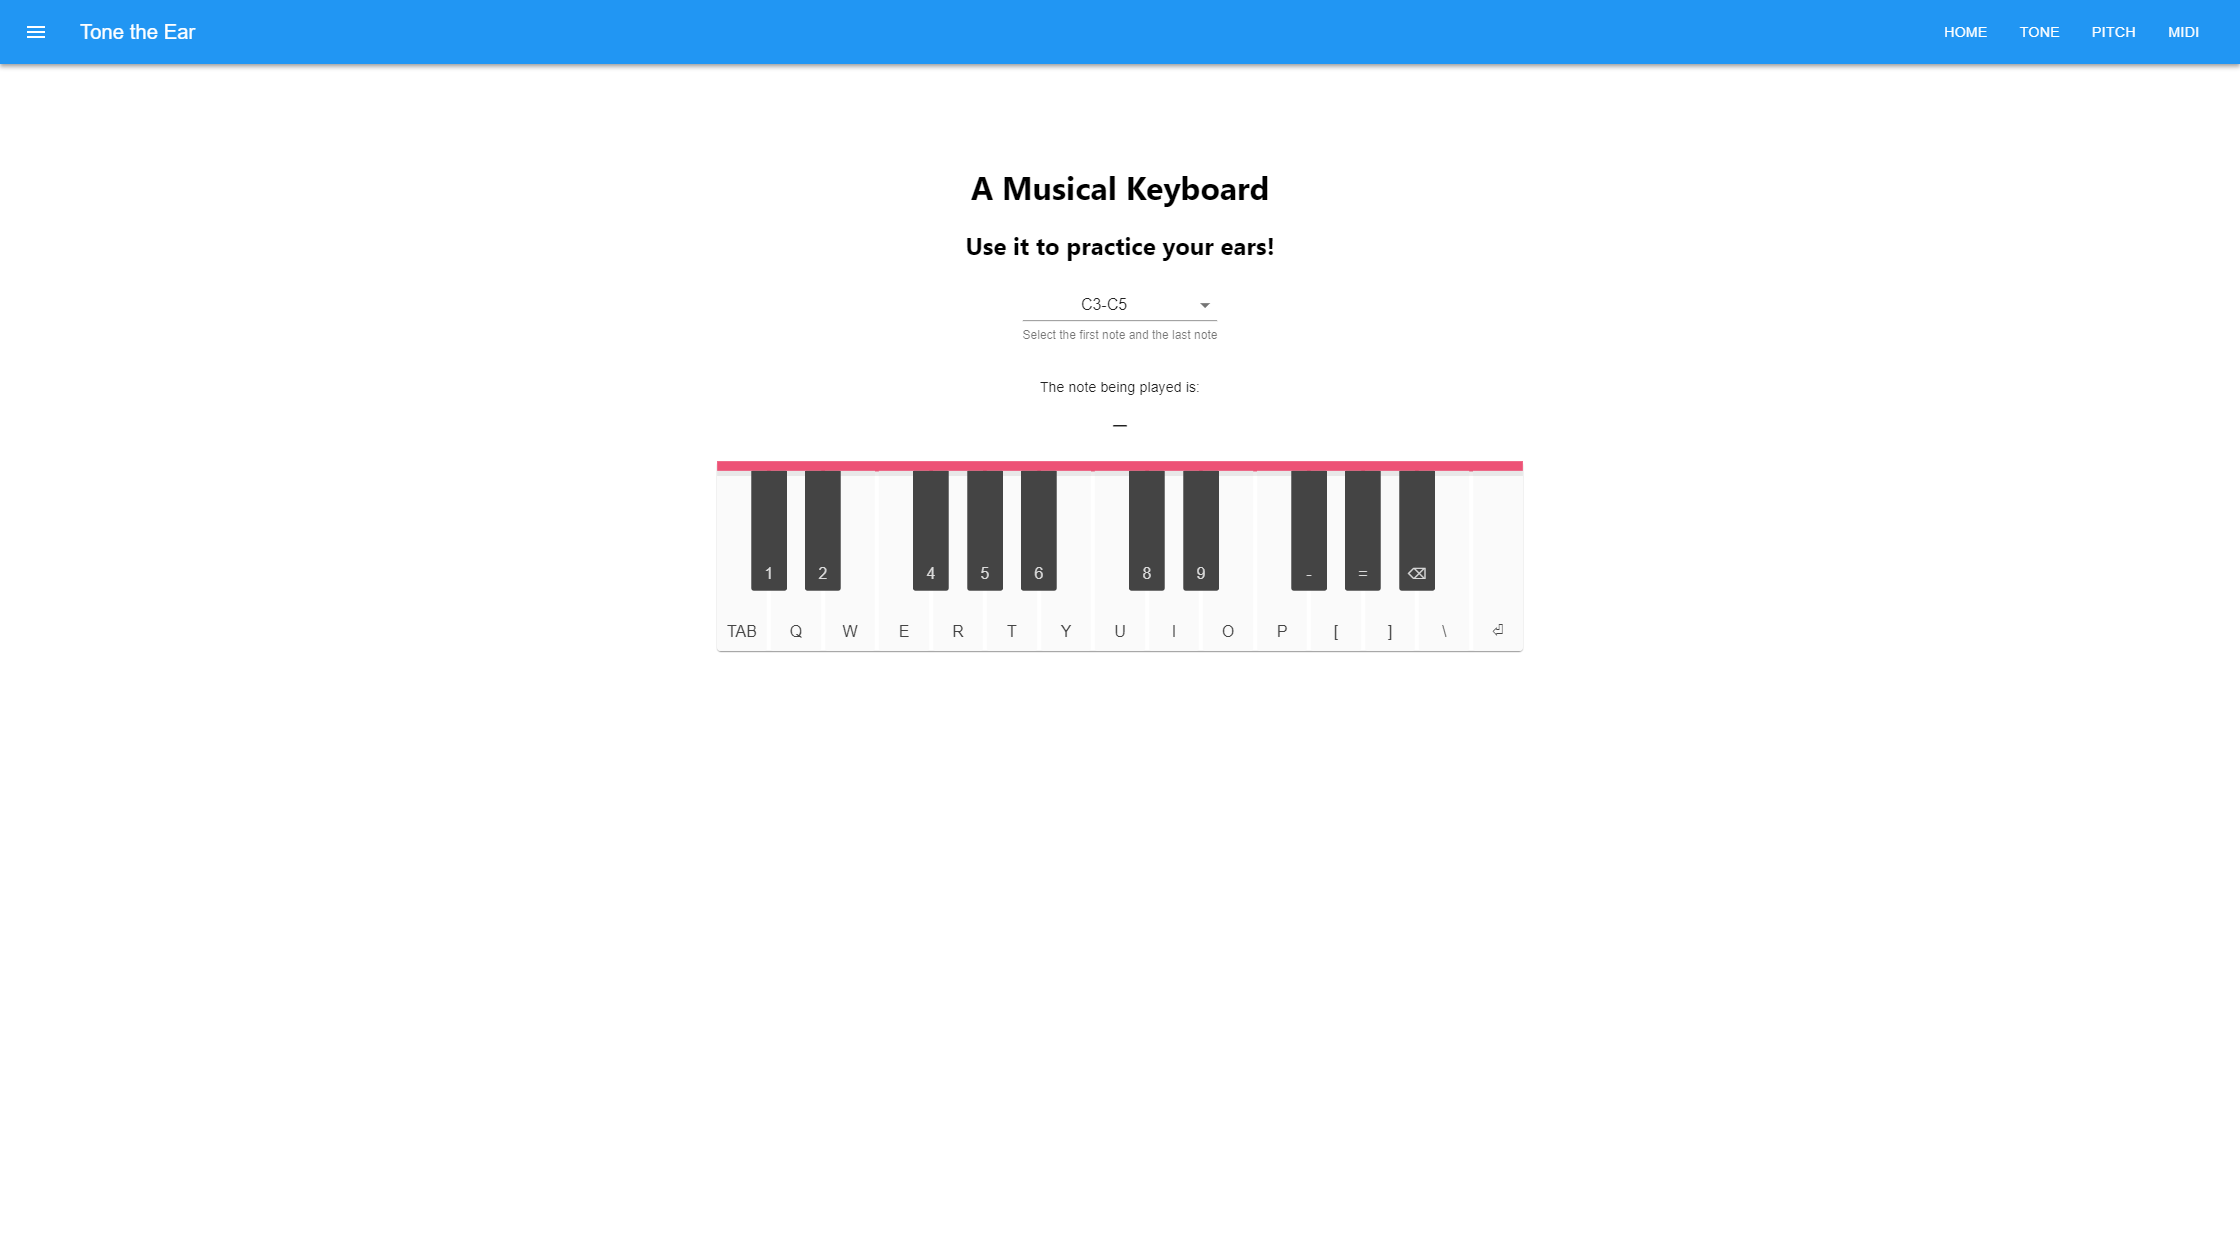 Tone the Ear
HOME TONE PITCH MIDI
A Musical Keyboard
Use it to practice your ears!
C3-C5
Select the first note and the last note
The note being played is:
—
1 2 4 5 6 8 9 - = ⌫
TAB Q W E R T Y U I O P [ ] \ ⏎